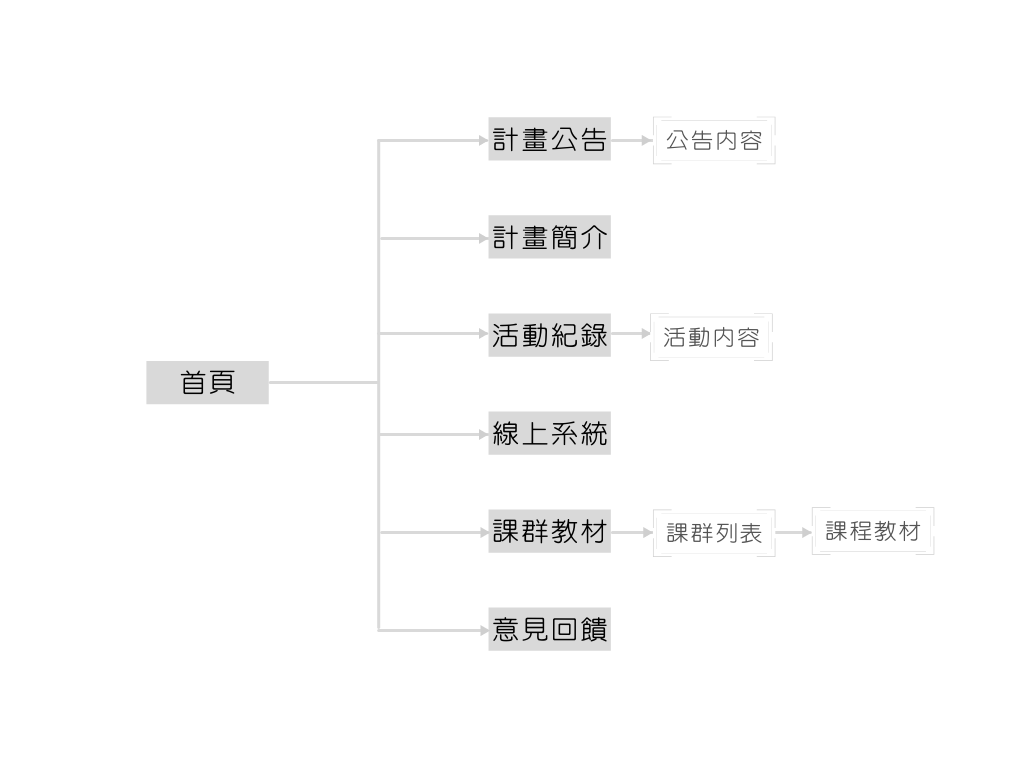 計畫公告
公告內容
計畫簡介
活動紀錄
活動內容
首頁
線上系統
課群教材
課群列表
課程教材
意見回饋